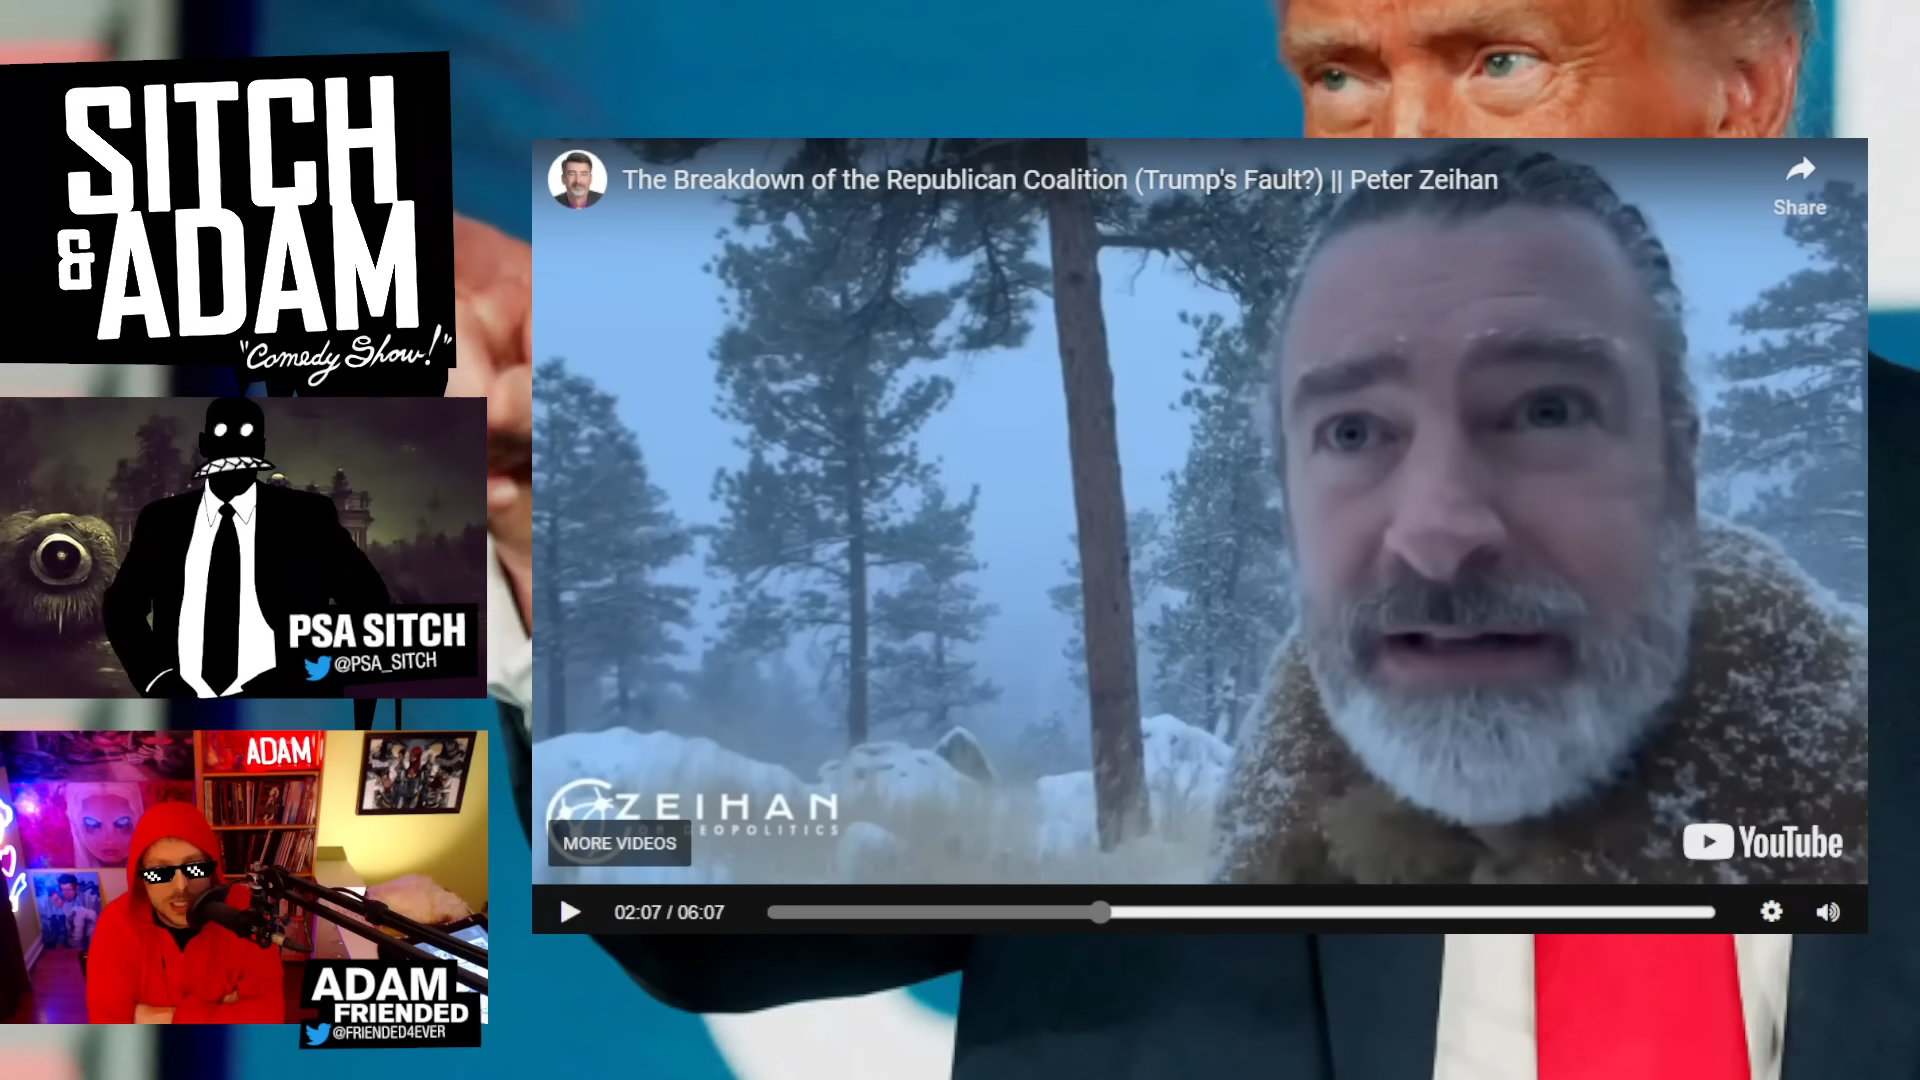 SITCH
& ADAM
"Comedy Show!"
PSA SITCH
@PSA_SITCH
ADAM
ADAM
FRIENDED
@FRIENDED4EVER
The Breakdown of the Republican Coalition (Trump's Fault?) || Peter Zeihan
Share
ZEIHAN
GEOPOLITICS
MORE VIDEOS
YouTube
02:07 / 06:07